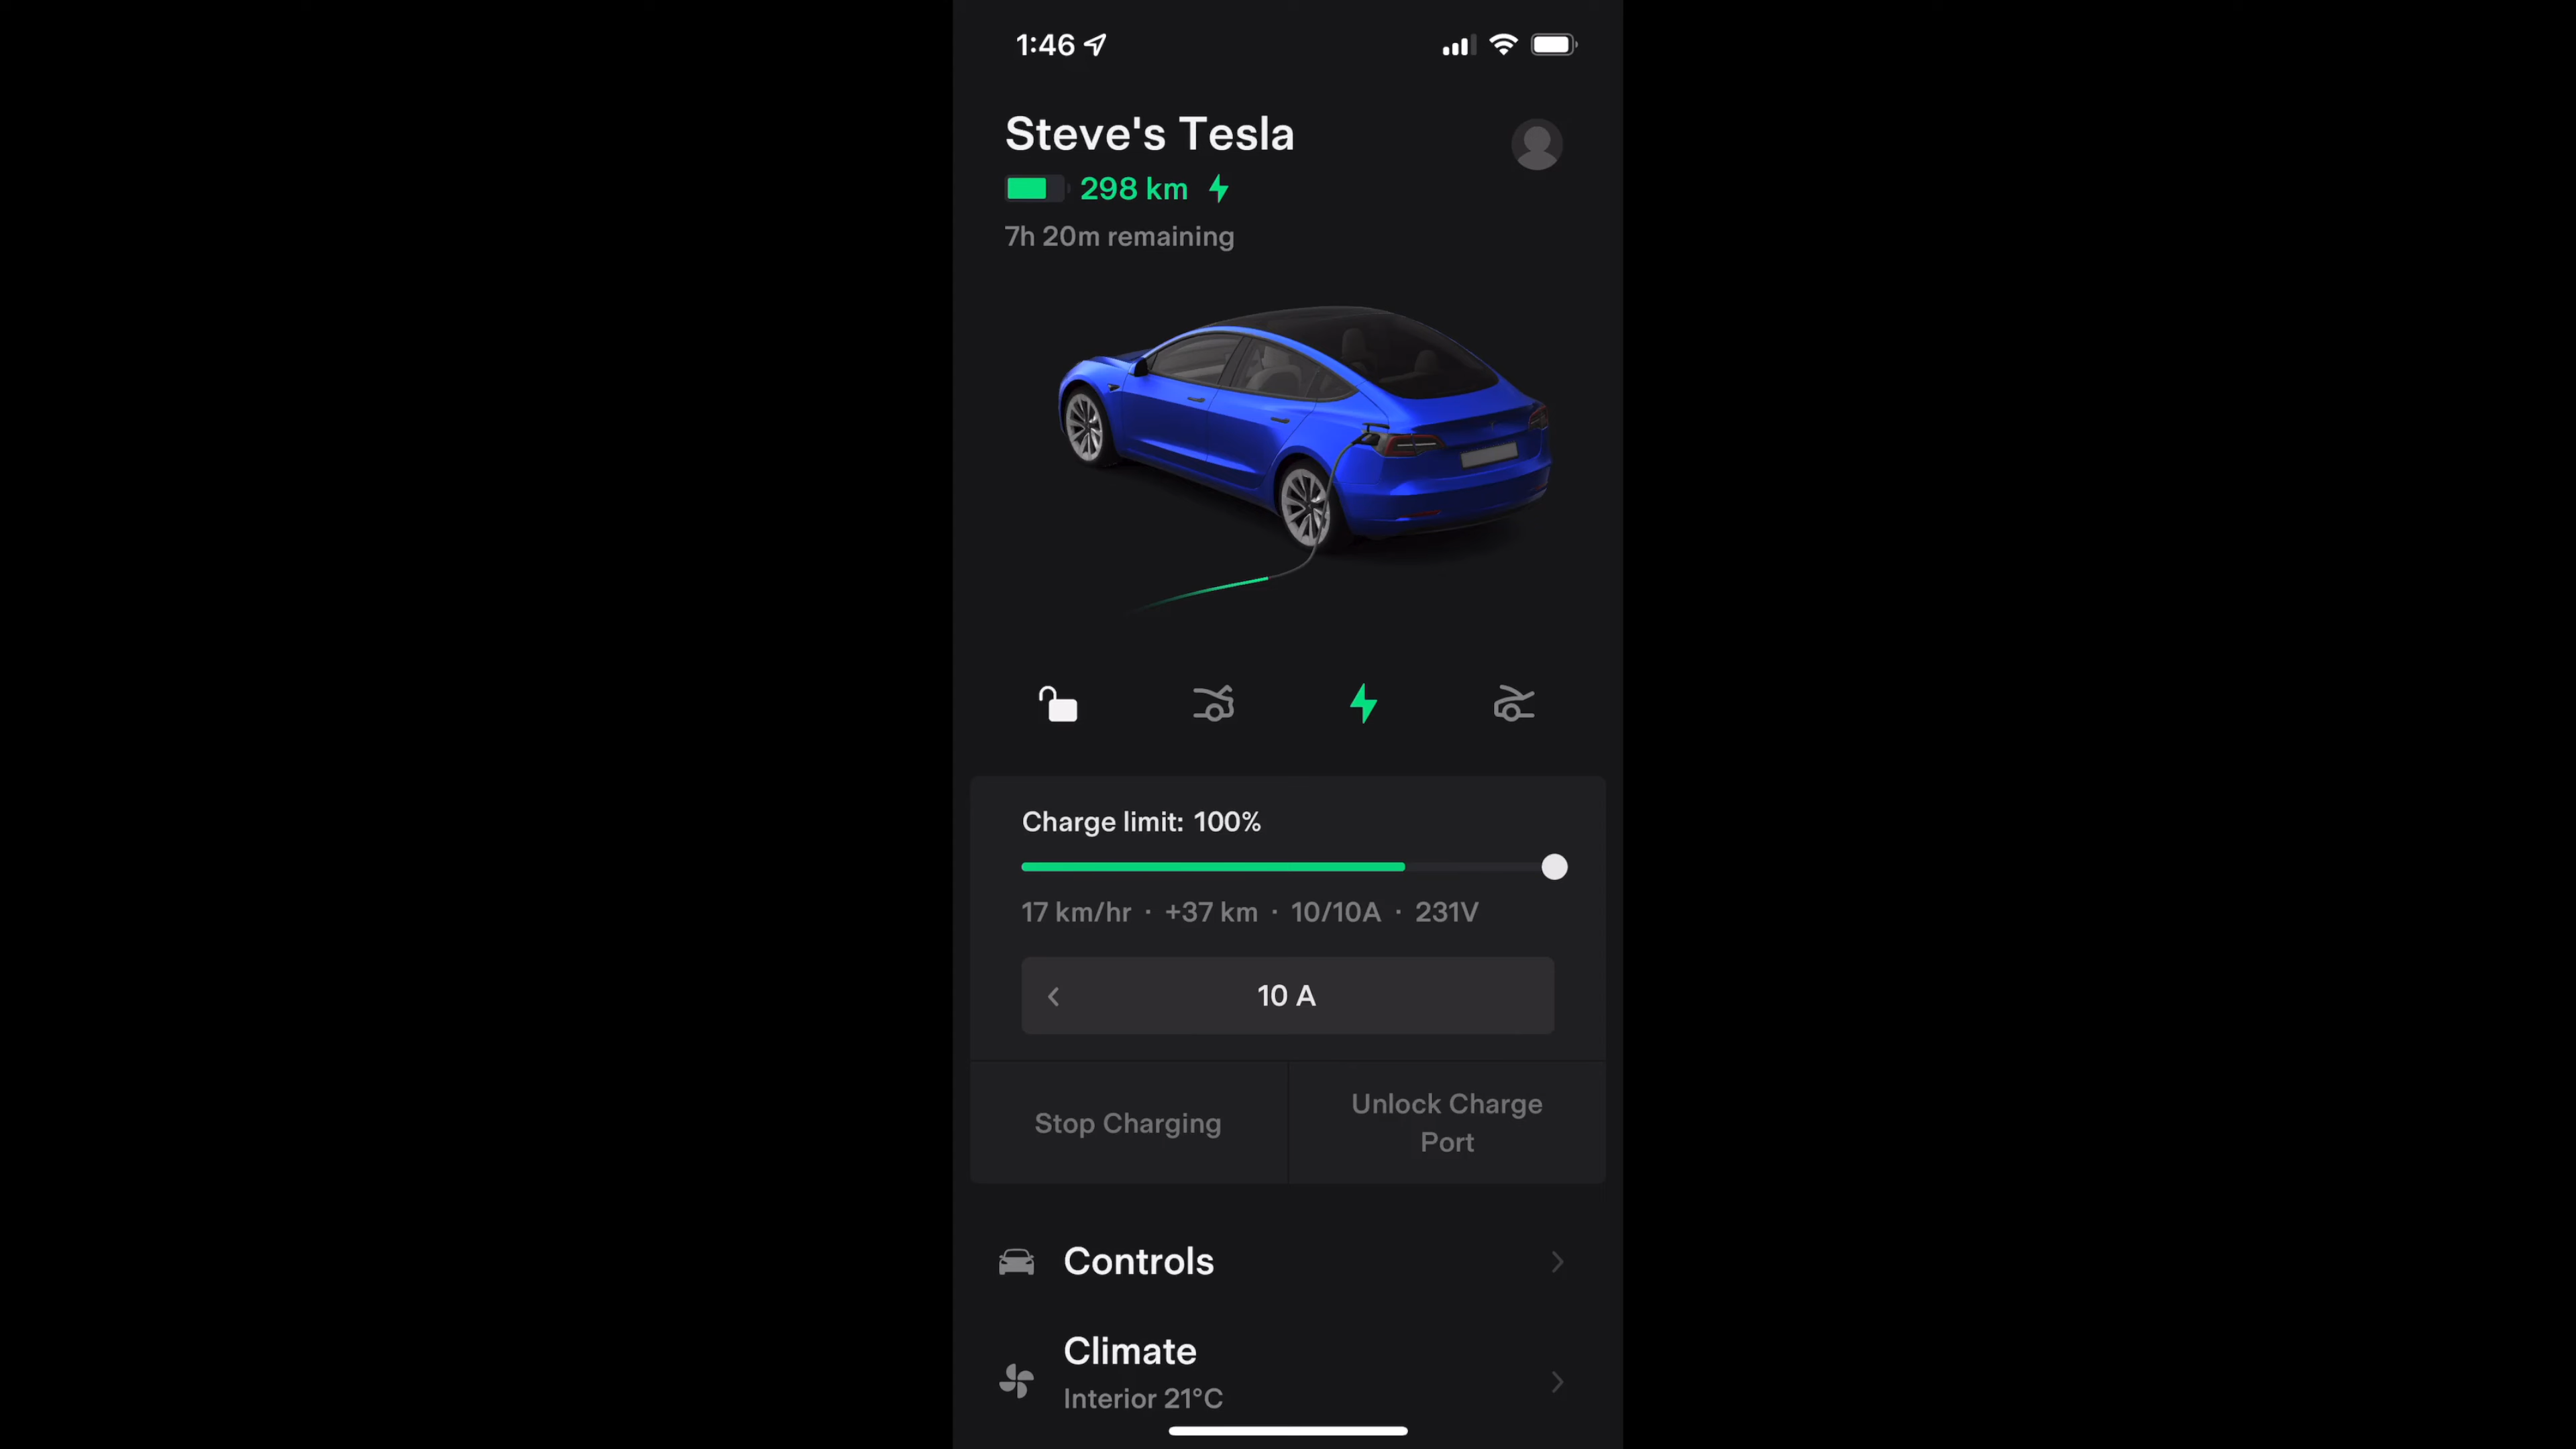 1:46
Steve's Tesla
298 km
7h 20m remaining
Charge limit: 100%
17 km/hr · +37 km · 10/10A · 231V
10 A
Stop Charging
Unlock Charge
Port
Controls
Climate
Interior 21°C